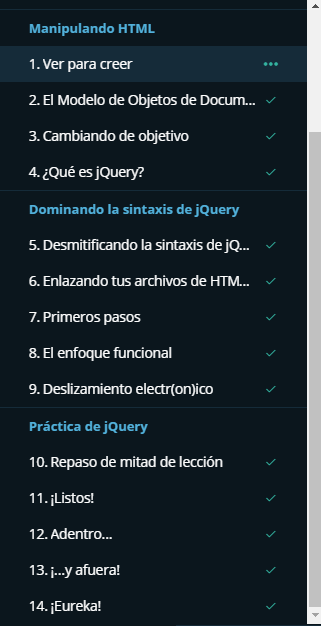 Manipulando HTML
1. Ver para creer
2. El Modelo de Objetos de Docum...
3. Cambiando de objetivo
4. ¿Qué es jQuery?
Dominando la sintaxis de jQuery
5. Desmitificando la sintaxis de jQ...
6. Enlazando tus archivos de HTM...
7. Primeros pasos
8. El enfoque funcional
9. Deslizamiento electr(on)ico
Práctica de jQuery
10. Repaso de mitad de lección
11. ¡Listos!
12. Adentro...
13. ¡...y afuera!
14. ¡Eureka!